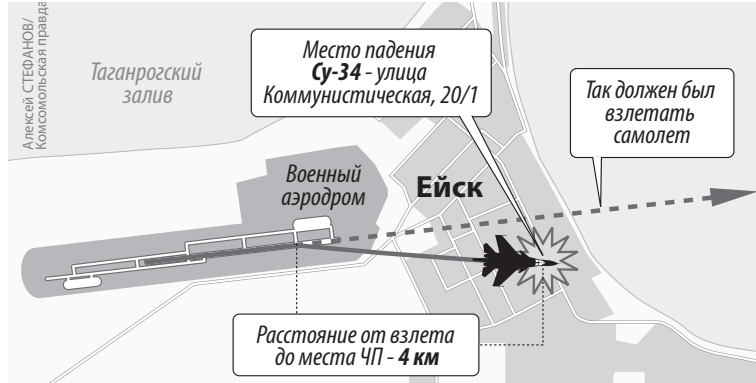 Алексей СТЕФАНОВ/
Комсомольская правда
Таганрогский
залив
Место падения
Су-34 - улица
Коммунистическая, 20/1
Так должен был
взлетать
самолет
Военный
аэродром
Ейск
Расстояние от взлета
до места ЧП - 4 км